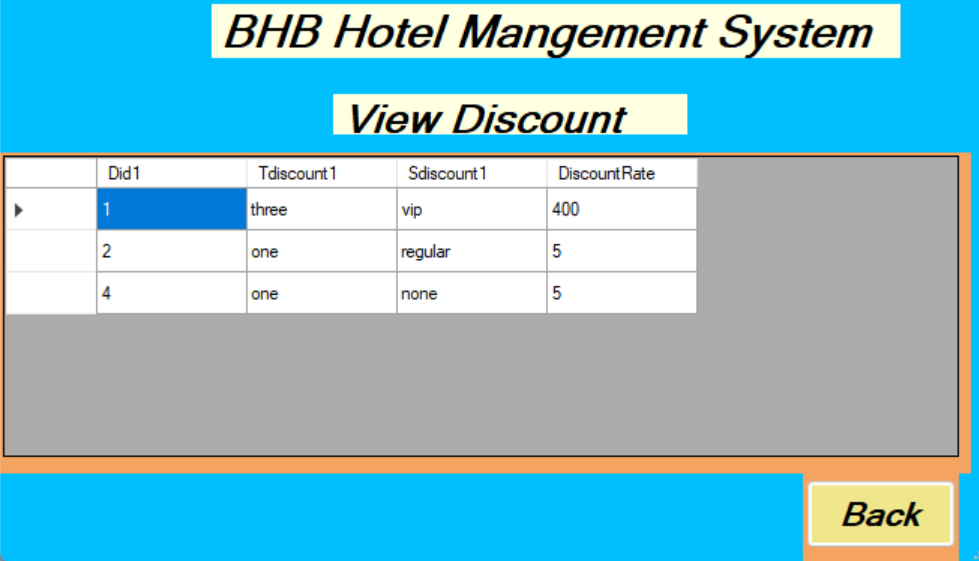 BHB Hotel Mangement System
View Discount
Did1 Tdiscount1 Sdiscount1 DiscountRate
1 three vip 400
2 one regular 5
4 one none 5
Back